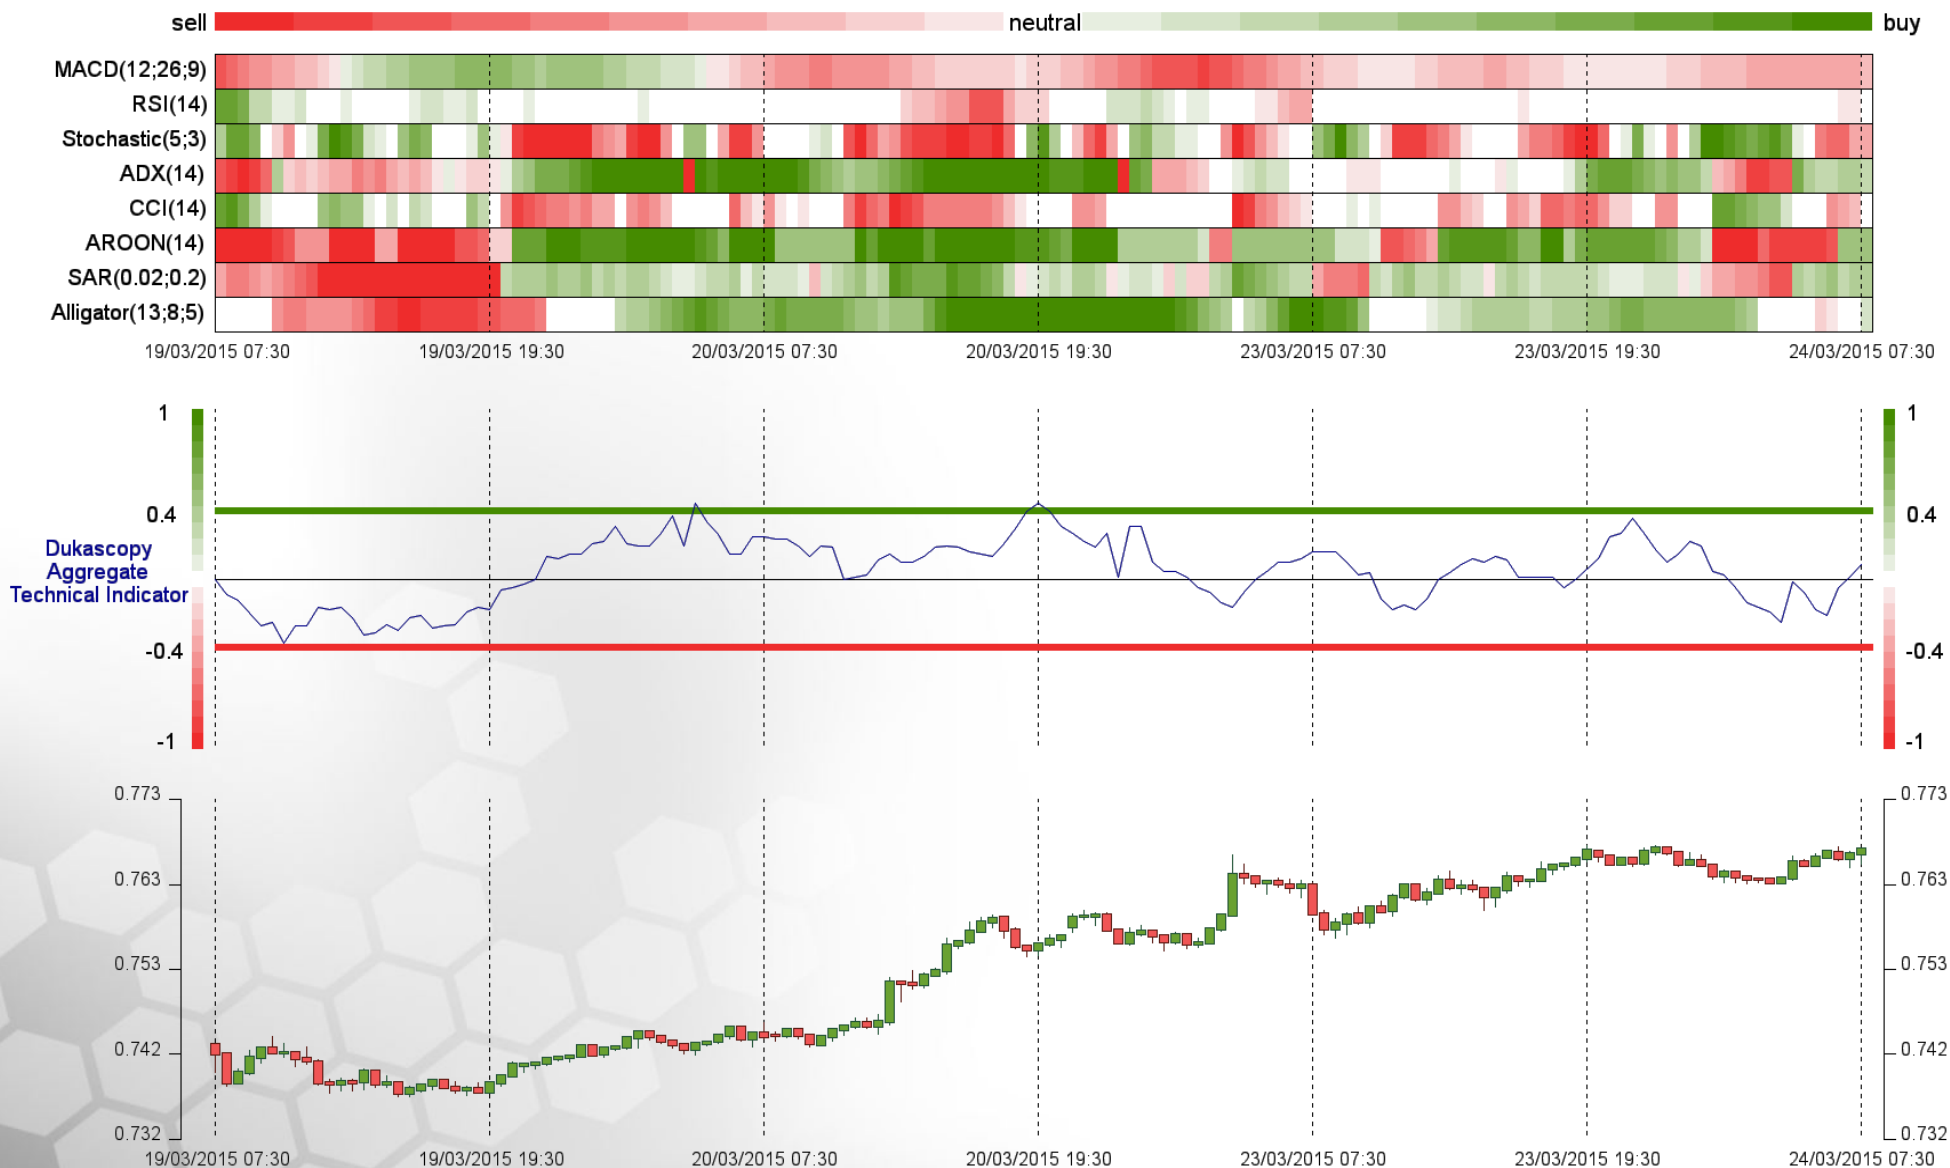 sell neutral buy
MACD(12;26;9)
RSI(14)
Stochastic(5;3)
ADX(14)
CCI(14)
AROON(14)
SAR(0.02;0.2)
Alligator(13;8;5)
19/03/2015 07:30 19/03/2015 19:30 20/03/2015 07:30 20/03/2015 19:30 23/03/2015 07:30 23/03/2015 19:30 24/03/2015 07:30
1 1
0.4 0.4
Dukascopy
Aggregate
Technical Indicator
-0.4 -0.4
-1 -1
0.773 0.773
0.763 0.763
0.753 0.753
0.742 0.742
0.732 0.732
19/03/2015 07:30 19/03/2015 19:30 20/03/2015 07:30 20/03/2015 19:30 23/03/2015 07:30 23/03/2015 19:30 24/03/2015 07:30